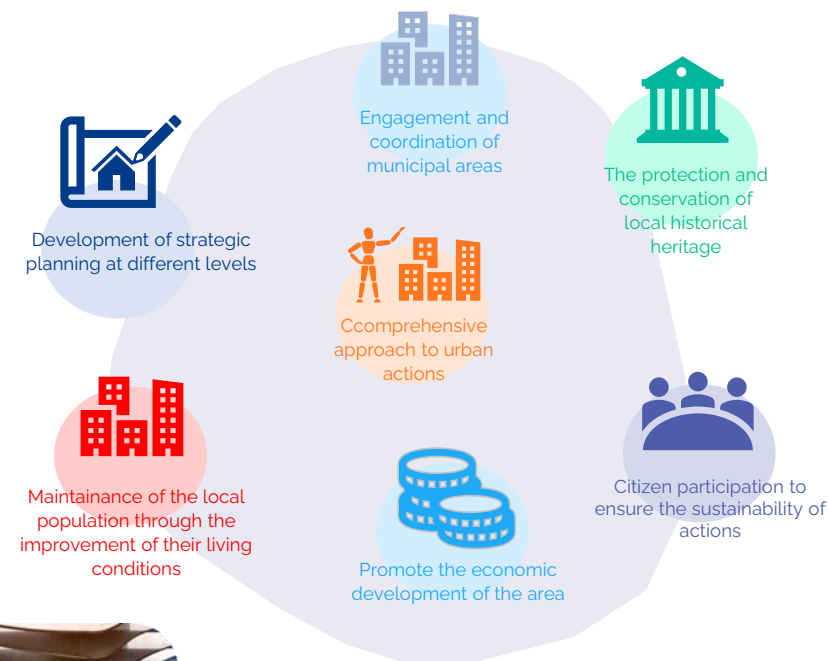 Engagement and
coordination of
municipal areas
The protection and
conservation of
local historical
heritage
Development of strategic
planning at different levels
Ccomprehensive
approach to urban
actions
Maintainance of the local
population through the
improvement of their living
conditions
Citizen participation to
ensure the sustainability of
actions
Promote the economic
development of the area